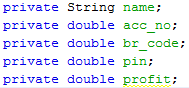 private String name;
private double acc_no;
private double br_code;
private double pin;
private double profit;